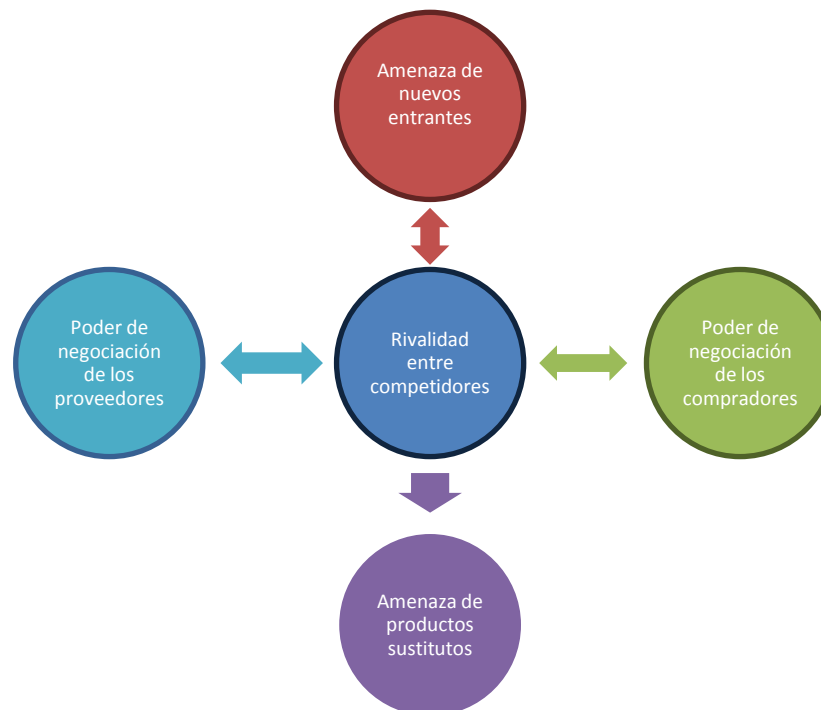 Amenaza de
nuevos
entrantes
Poder de
negociación
de los
proveedores
Rivalidad
entre
competidores
Poder de
negociación
de los
compradores
Amenaza de
productos
sustitutos